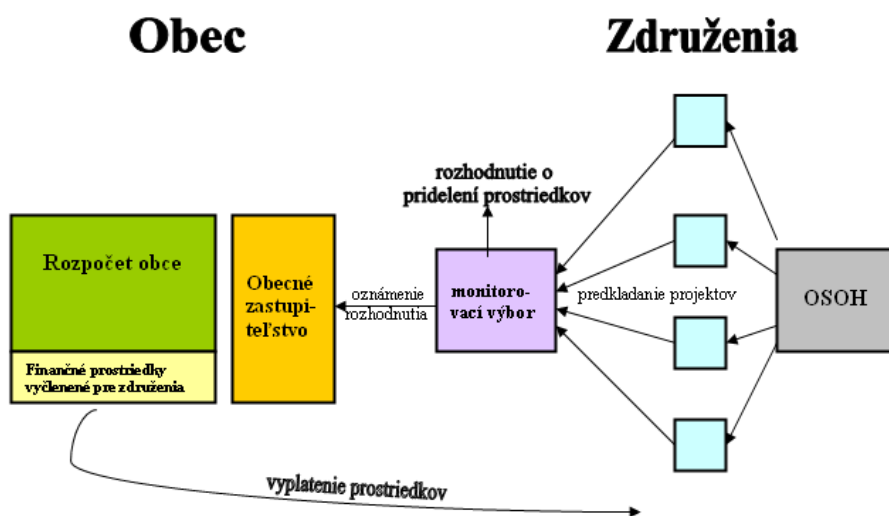 Obec
Združenia
rozhodnutie o
pridelení prostriedkov
Rozpočet obce
Finančné prostriedky
vyčlenené pre združenia
Obecné
zastupi-
teľstvo
oznámenie
rozhodnutia
monitoro-
vací výbor
predkladanie projektov
OSOH
vyplatenie prostriedkov